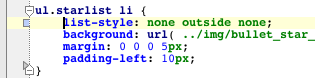 ul.starlist li {
list-style: none outside none;
background: url( ../img/bullet_star_
margin: 0 0 0 5px;
padding-left: 10px;
}